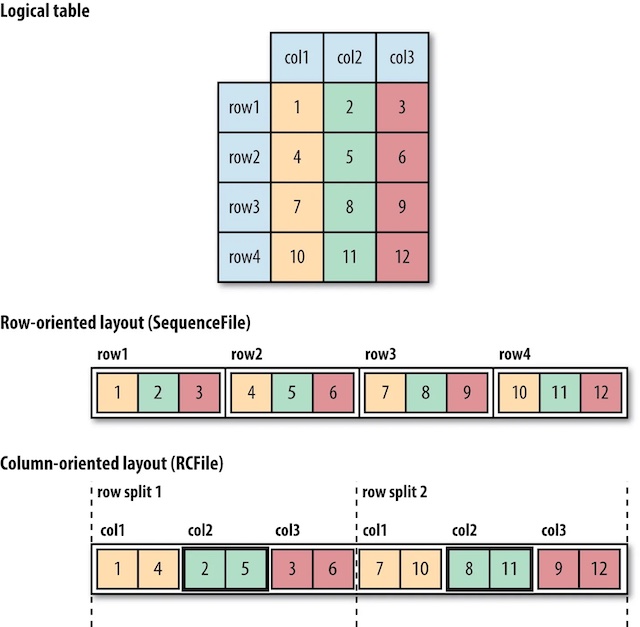 Logical table
col1 col2 col3
row1 1 2 3
row2 4 5 6
row3 7 8 9
row4 10 11 12
Row-oriented layout (SequenceFile)
row1 row2 row3 row4
1 2 3 4 5 6 7 8 9 10 11 12
Column-oriented layout (RCFile)
row split 1 row split 2
col1 col2 col3 col1 col2 col3
1 4 2 5 3 6 7 10 8 11 9 12